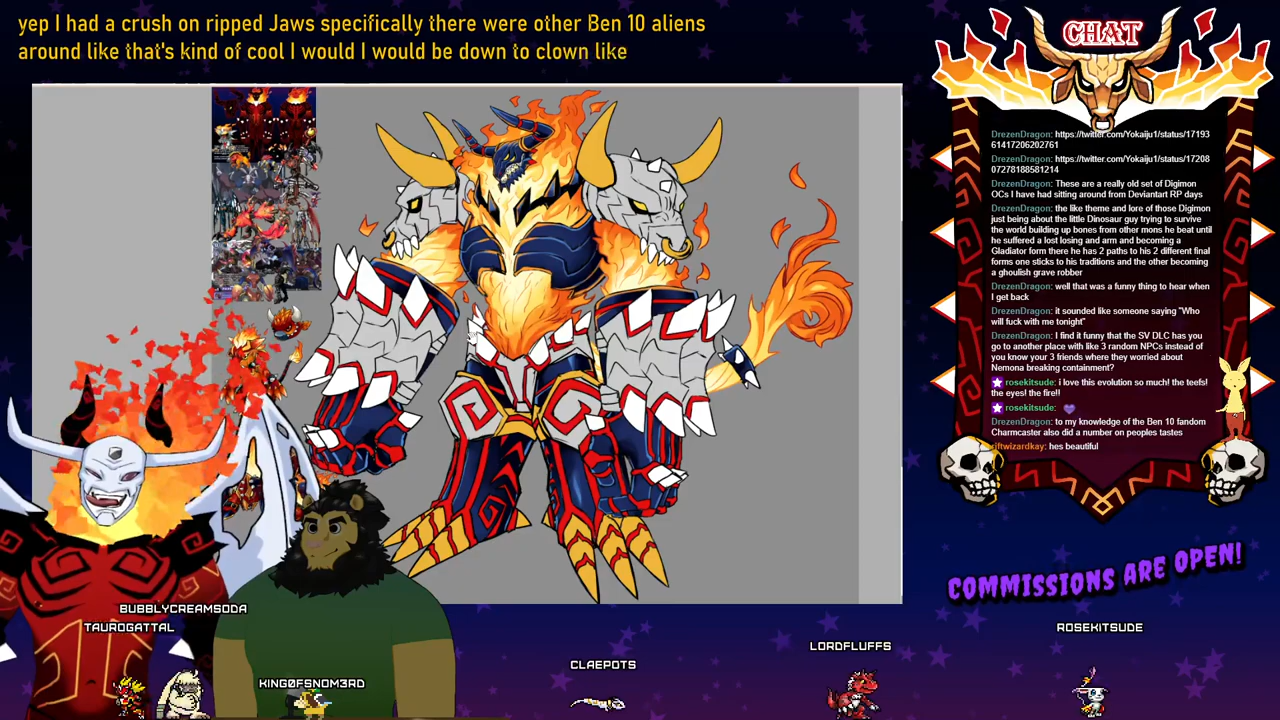 yep I had a crush on ripped Jaws specifically there were other Ben 10 aliens
around like that's kind of cool I would I would be down to clown like
CHAT
DrezenDragon: https://twitter.com/Yokaiju1/status/17193
61417206202761
DrezenDragon: https://twitter.com/Yokaiju1/status/17208
07278188581214
DrezenDragon: These are a really old set of Digimon
OCs I have had sitting around from Deviantart RP days
DrezenDragon: the like theme and lore of those Digimon
just being about the little Dinosaur guy trying to survive
the world building up bones from other mons he beat until
he suffered a lost losing and arm and becoming a
Gladiator form there he has 2 paths to his 2 different final
forms one sticks to his traditions and the other becoming
a ghoulish grave robber
DrezenDragon: well that was a funny thing to hear when
I get back
DrezenDragon: it sounded like someone saying "Who
will fuck with me tonight"
DrezenDragon: I find it funny that the SV DLC has you
go to another place with like 3 random NPCs instead of
you know your 3 friends where they worried about
Nemona breaking containment?
rosekitsude: i love this evolution so much! the teefs!
the eyes! the fire!!
rosekitsude:
DrezenDragon: to my knowledge of the Ben 10 fandom
Charmcaster also did a number on peoples tastes
riftwizardkay: hes beautiful
COMMISSIONS ARE OPEN!
BUBBLYCREAMSODA
TAUROGATTAL
KING0FSNOM3RD
CLAEPOTS
LORDFLUFFS
ROSEKITSUDE